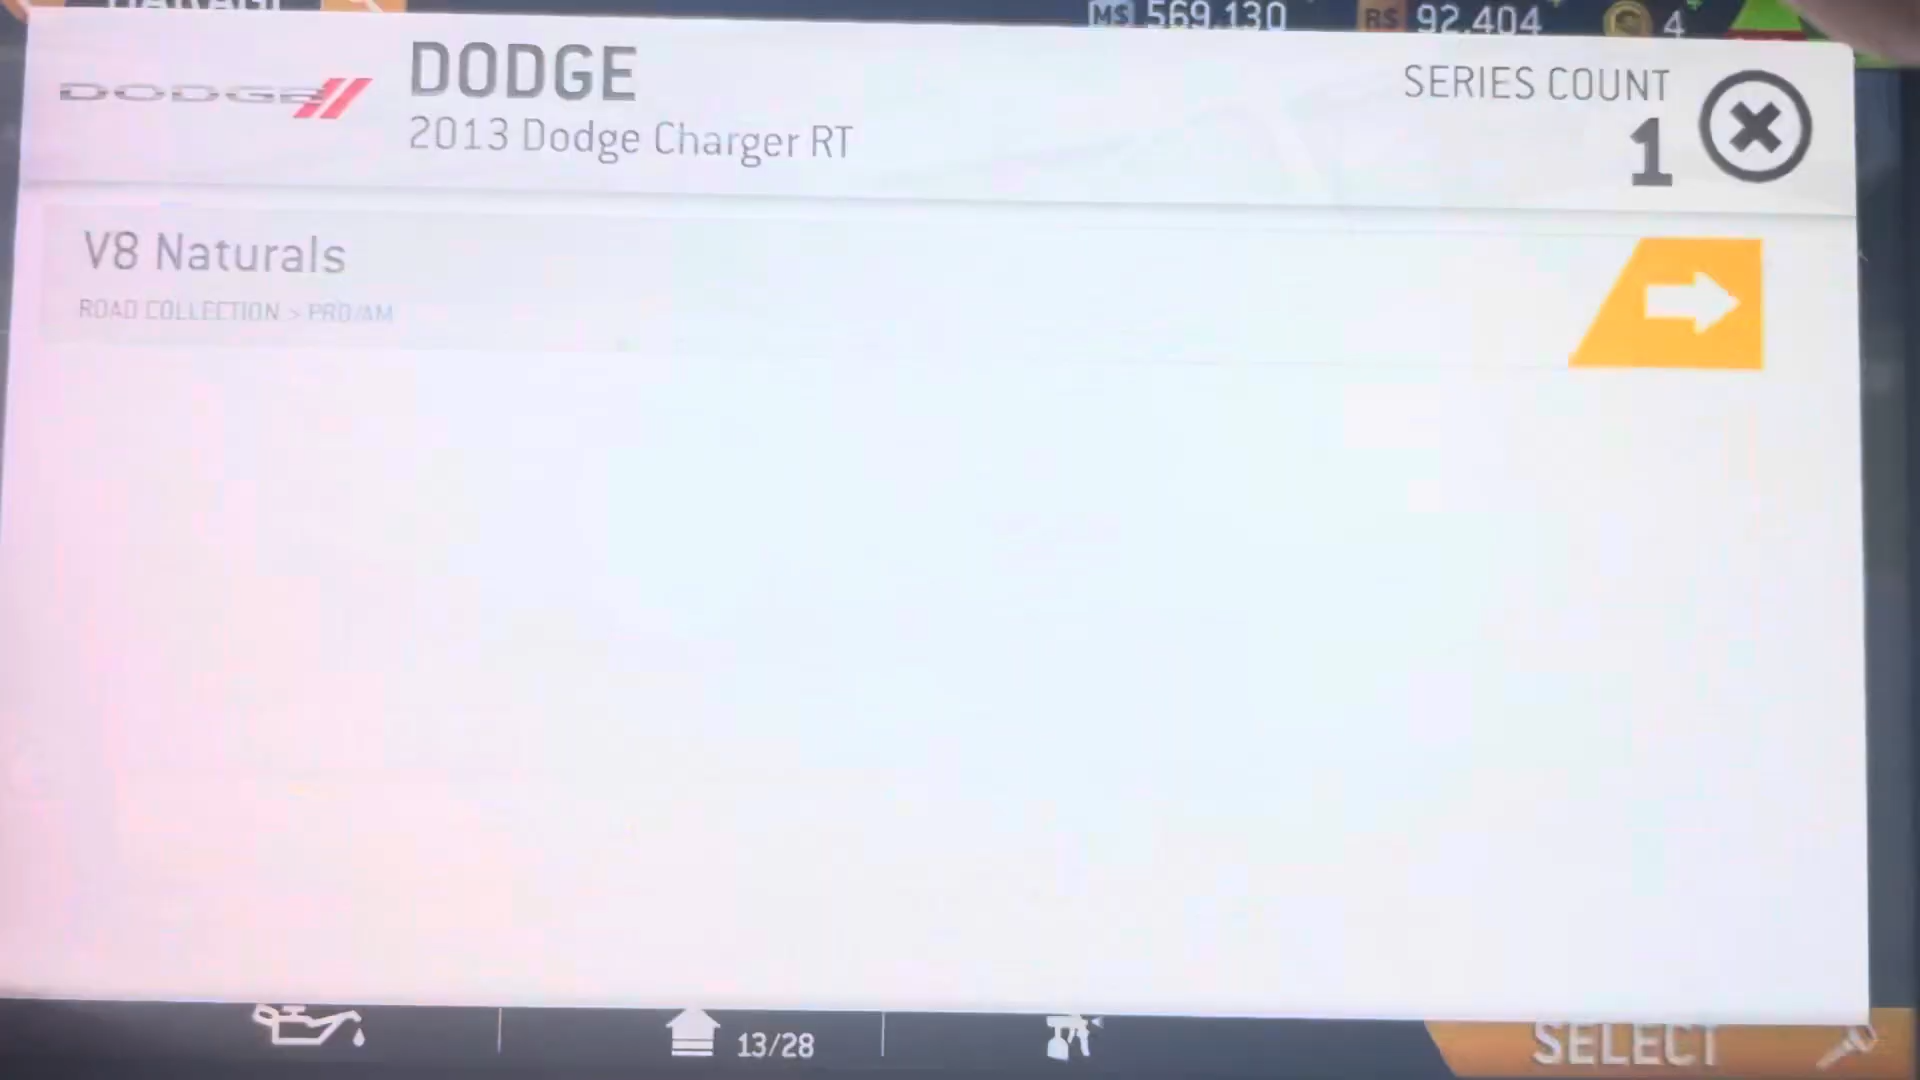 MS 569,130 RS 92,404 4
DODGE
DODGE
2013 Dodge Charger RT
SERIES COUNT
1
V8 Naturals
ROAD COLLECTION > PRO/AM
13/28
SELECT